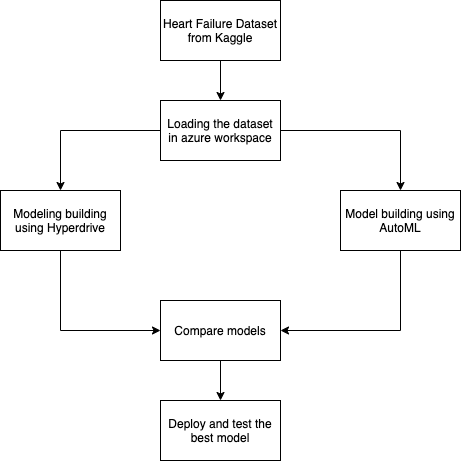 Heart Failure Dataset
from Kaggle
Loading the dataset
in azure workspace
Modeling building
using Hyperdrive
Model building using
AutoML
Compare models
Deploy and test the
best model